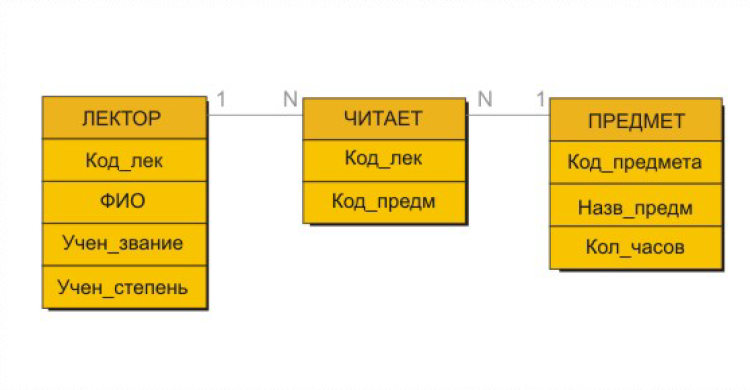 1 N N 1
ЛЕКТОР
Код_лек
ФИО
Учен_звание
Учен_степень
ЧИТАЕТ
Код_лек
Код_предм
ПРЕДМЕТ
Код_предмета
Назв_предм
Кол_часов